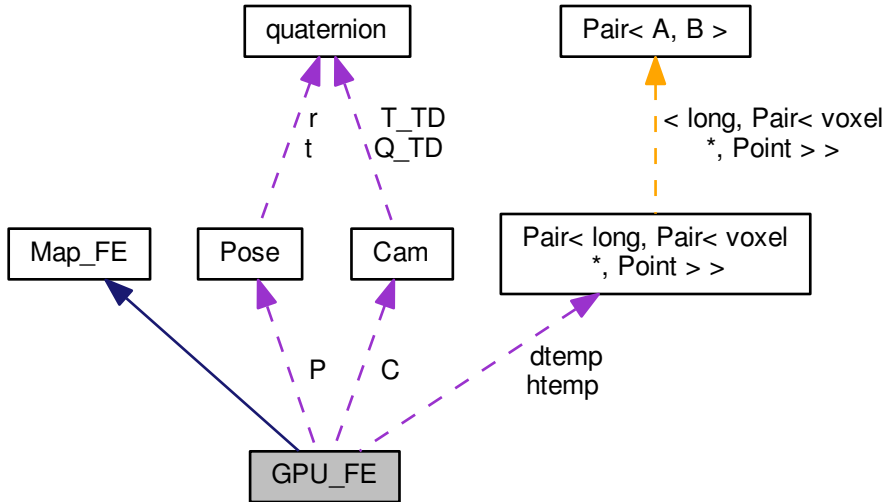 quaternion
Pair< A, B >
r
t
T_TD
Q_TD
< long, Pair< voxel
*, Point > >
Map_FE
Pose
Cam
Pair< long, Pair< voxel
*, Point > >
P
C
dtemp
htemp
GPU_FE